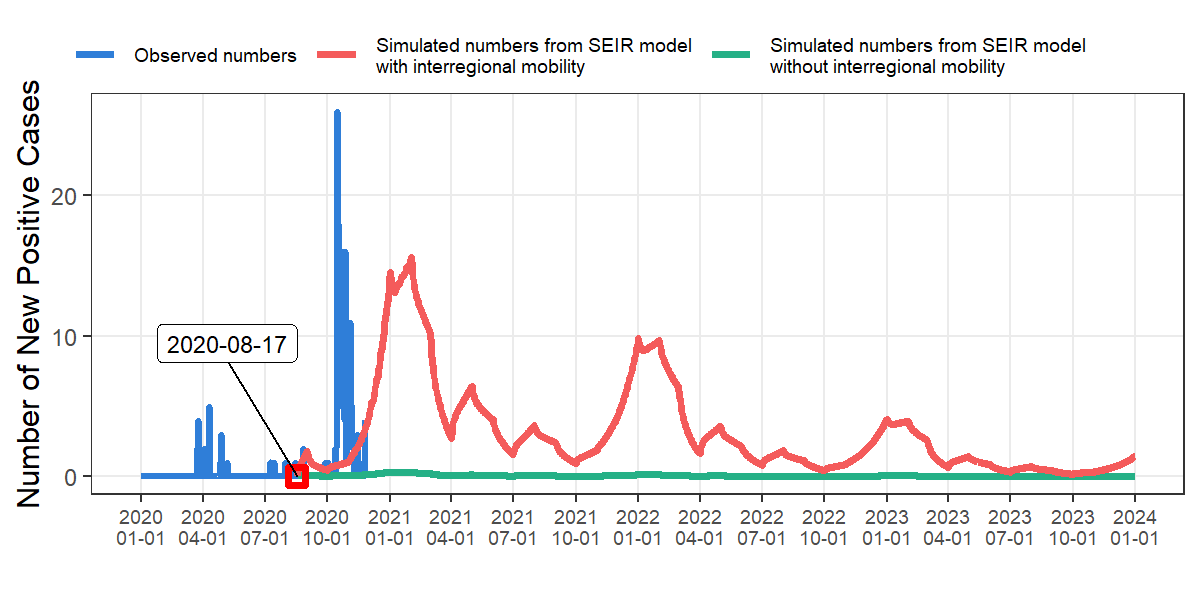 Observed numbers
Simulated numbers from SEIR model
with interregional mobility
Simulated numbers from SEIR model
without interregional mobility
Number of New Positive Cases
20
10
0
2020-08-17
2020 2020 2020 2020 2021 2021 2021 2021 2022 2022 2022 2022 2023 2023 2023 2023 2024
01-01 04-01 07-01 10-01 01-01 04-01 07-01 10-01 01-01 04-01 07-01 10-01 01-01 04-01 07-01 10-01 01-01